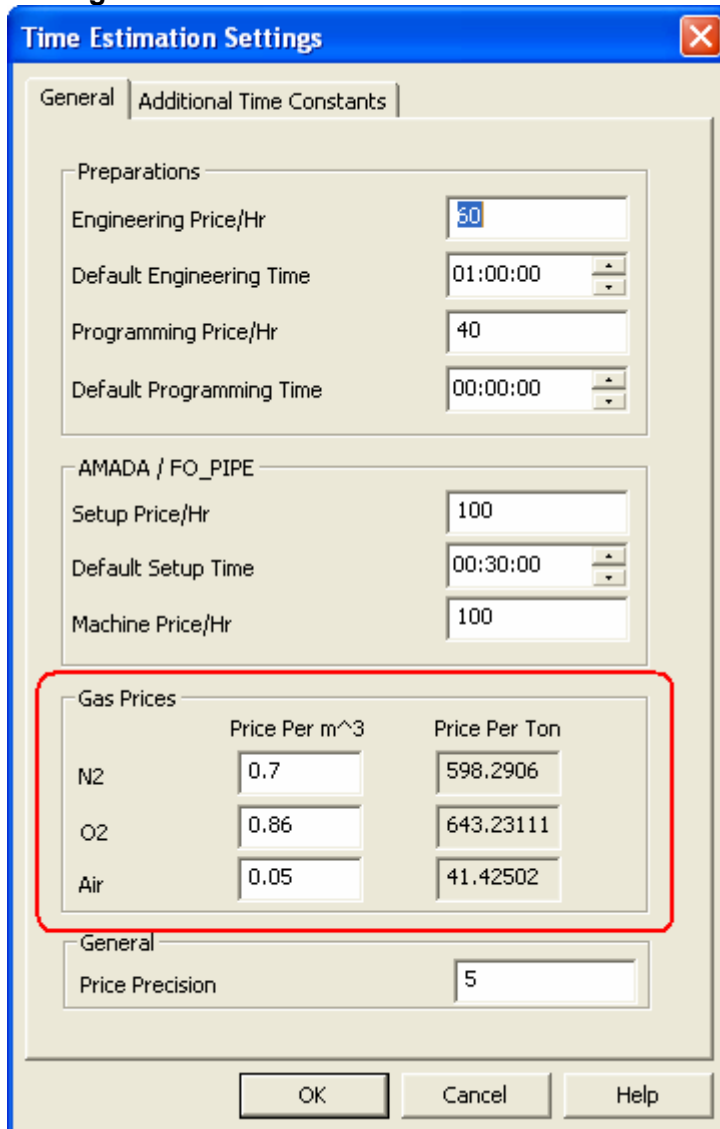 Time Estimation Settings
General Additional Time Constants
Preparations
Engineering Price/Hr 60
Default Engineering Time 01:00:00
Programming Price/Hr 40
Default Programming Time 00:00:00
AMADA / FO_PIPE
Setup Price/Hr 100
Default Setup Time 00:30:00
Machine Price/Hr 100
Gas Prices
Price Per m^3 Price Per Ton
N2 0.7 598.2906
O2 0.86 643.23111
Air 0.05 41.42502
General
Price Precision 5
OK Cancel Help